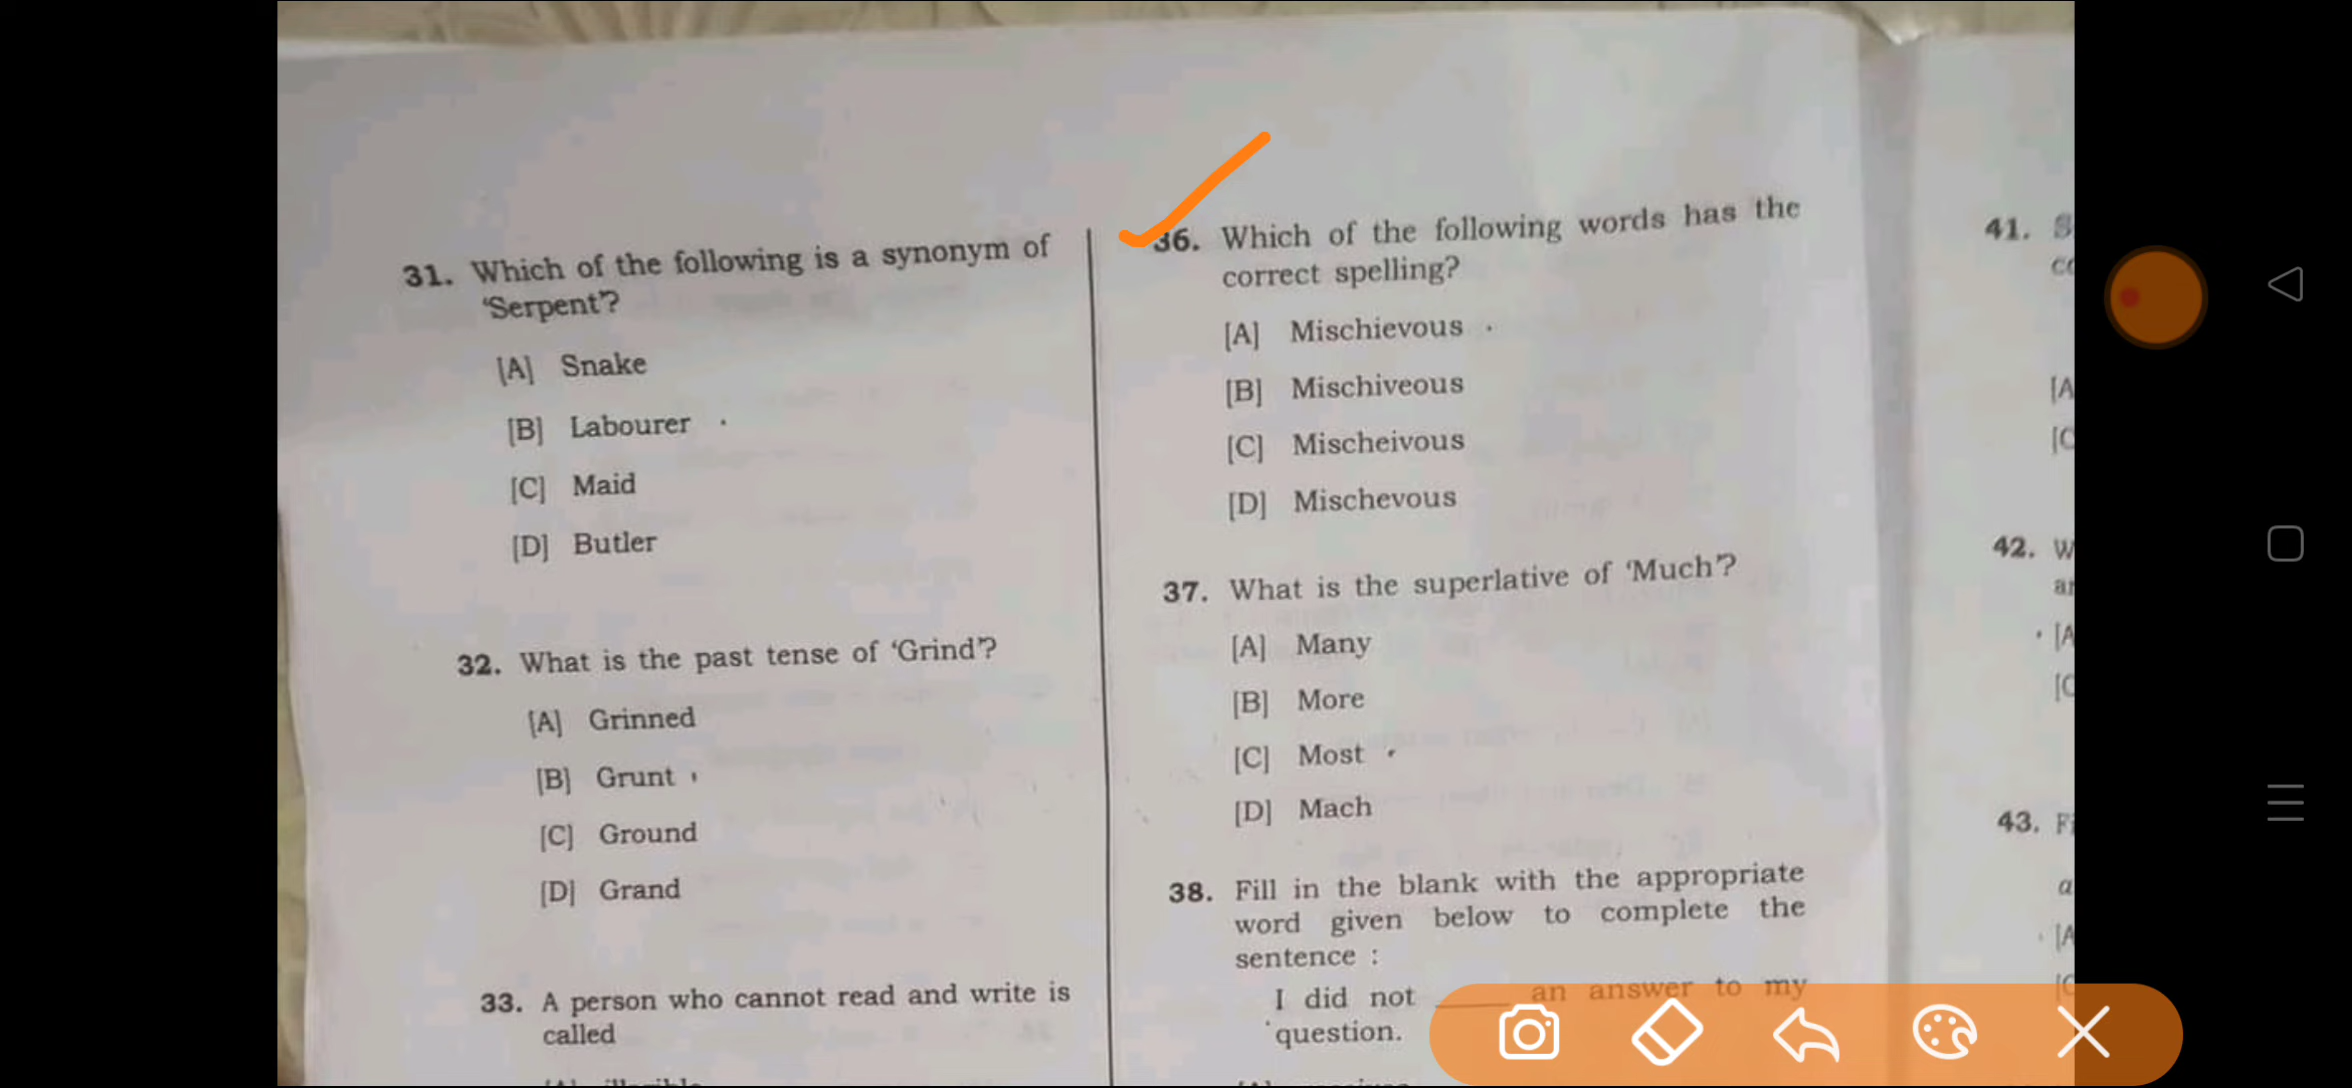 31. Which of the following is a synonym of
‘Serpent’?
[A] Snake
[B] Labourer
[C] Maid
[D] Butler
32. What is the past tense of ‘Grind’?
[A] Grinned
[B] Grunt
[C] Ground
[D] Grand
33. A person who cannot read and write is
called
36. Which of the following words has the
correct spelling?
[A] Mischievous
[B] Mischiveous
[C] Mischeivous
[D] Mischevous
37. What is the superlative of ‘Much’?
[A] Many
[B] More
[C] Most
[D] Mach
38. Fill in the blank with the appropriate
word given below to complete the
sentence :
I did not ____ an answer to my
question.
41.
[A
[C
42. W
[A
[C
43.
a
[A
[C